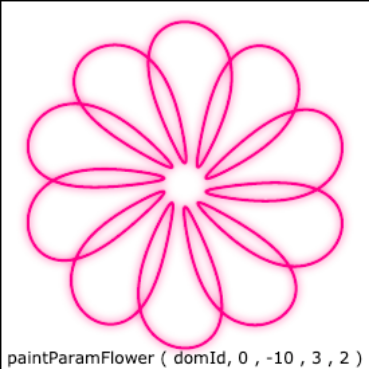 paintParamFlower ( domId, 0 , -10 , 3 , 2 )